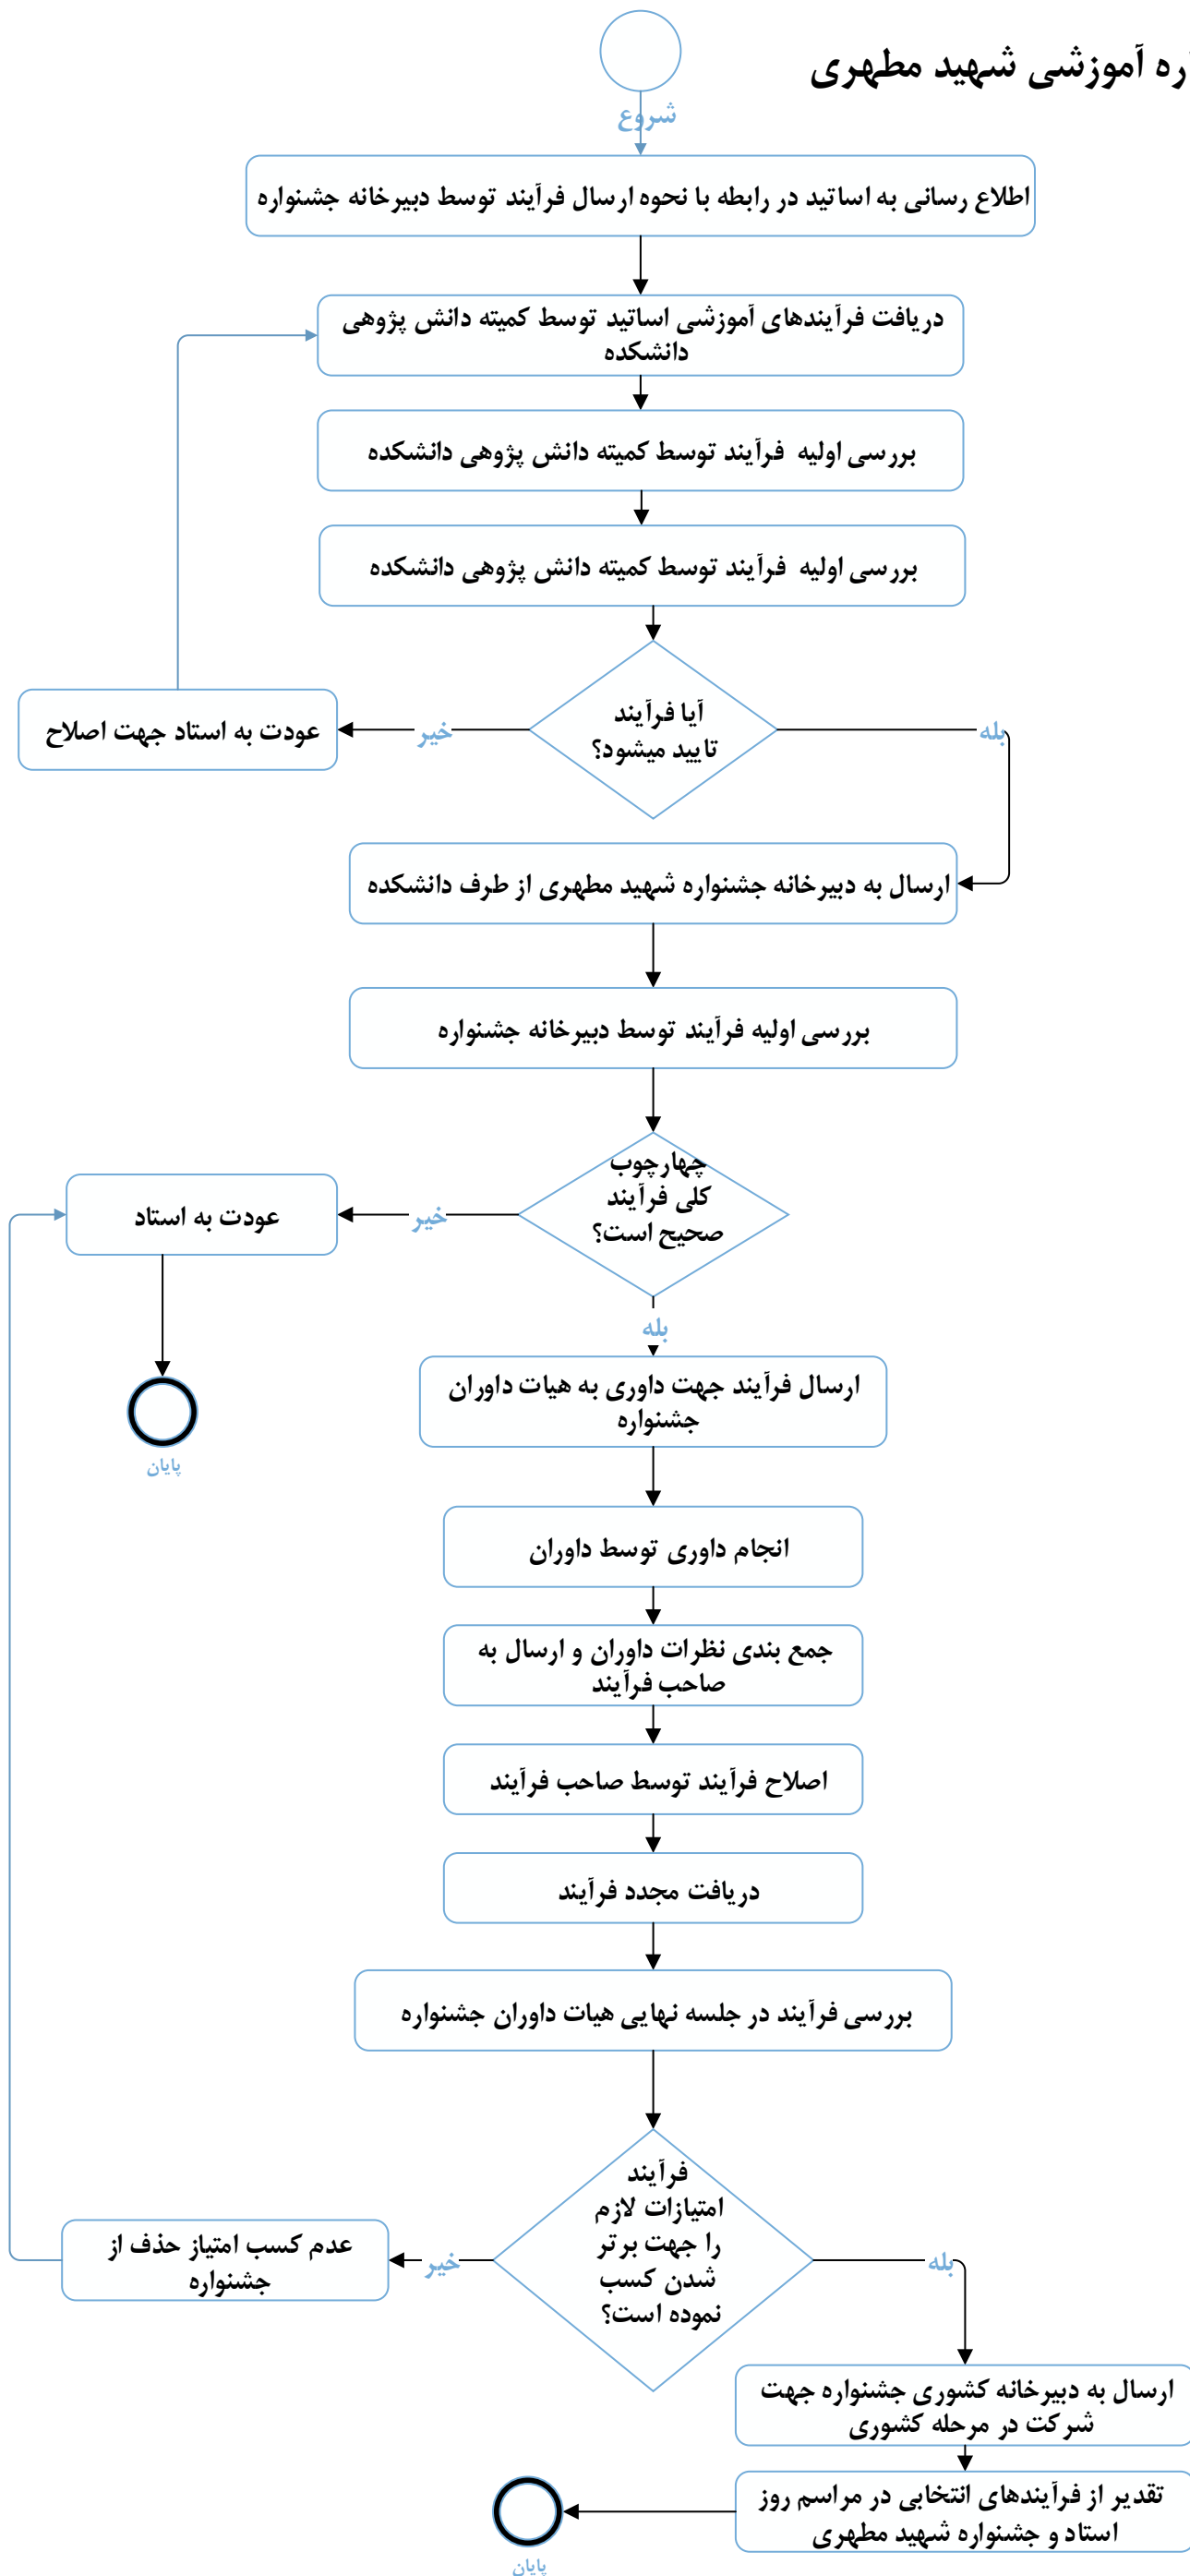 ره آموزشی شهید مطهری
شروع
اطلاع رسانی به اساتید در رابطه با نحوه ارسال فرآیند توسط دبیرخانه جشنواره
دریافت فرآیندهای آموزشی اساتید توسط کمیته دانش پژوهی
دانشکده
بررسی اولیه فرآیند توسط کمیته دانش پژوهی دانشکده
بررسی اولیه فرآیند توسط کمیته دانش پژوهی دانشکده
آیا فرآیند
تایید میشود؟
بله
خیر
عودت به استاد جهت اصلاح
ارسال به دبیرخانه جشنواره شهید مطهری از طرف دانشکده
بررسی اولیه فرآیند توسط دبیرخانه جشنواره
چهارچوب
کلی فرآیند
صحیح است؟
خیر
عودت به استاد
پایان
بله
ارسال فرآیند جهت داوری به هیات داوران
جشنواره
انجام داوری توسط داوران
جمع بندی نظرات داوران و ارسال به
صاحب فرآیند
اصلاح فرآیند توسط صاحب فرآیند
دریافت مجدد فرآیند
بررسی فرآیند در جلسه نهایی هیات داوران جشنواره
فرآیند
امتیازات لازم
را جهت برتر
شدن کسب
نموده است؟
بله
خیر
عدم کسب امتیاز حذف از
جشنواره
ارسال به دبیرخانه کشوری جشنواره جهت
شرکت در مرحله کشوری
تقدیر از فرآیندهای انتخابی در مراسم روز
استاد و جشنواره شهید مطهری
پایان